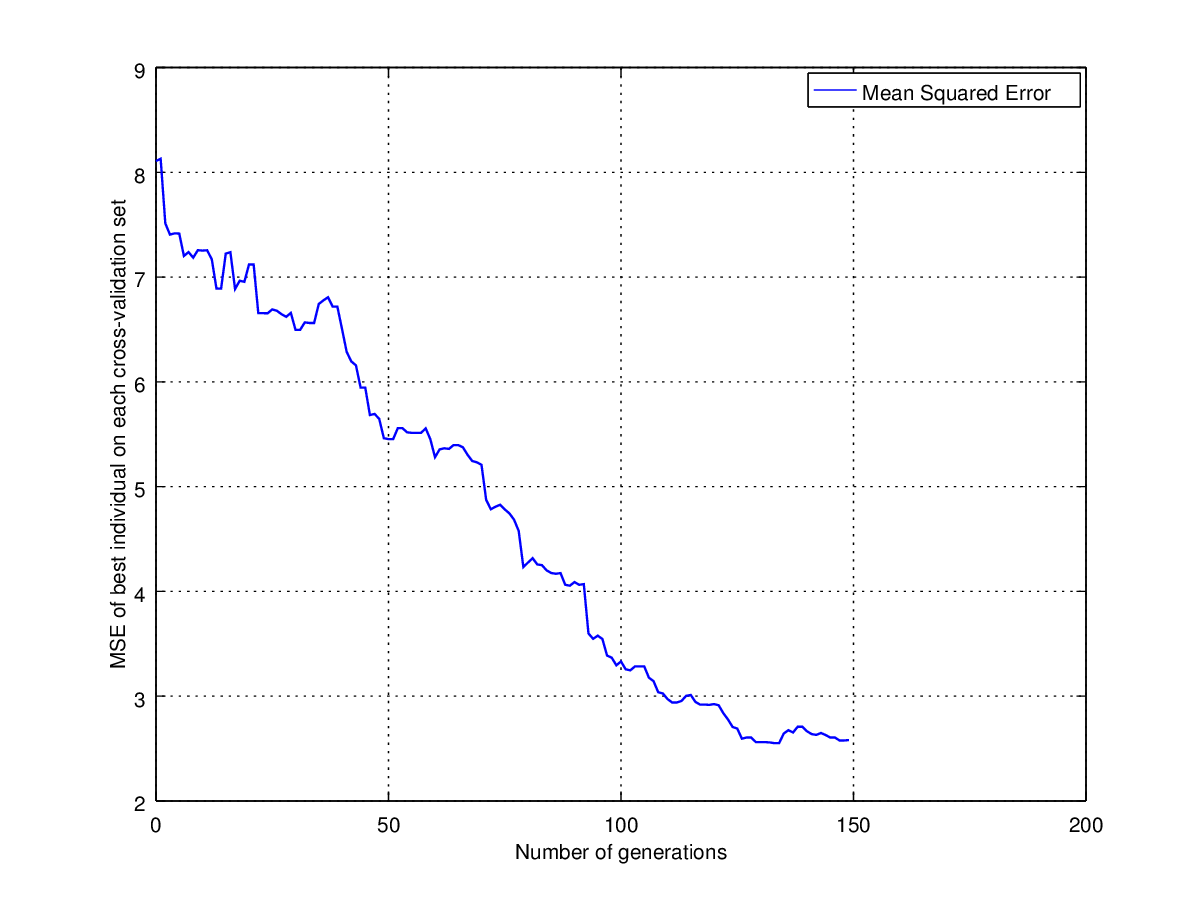 Mean Squared Error
9
8
7
6
5
4
3
2
MSE of best individual on each cross-validation set
0 50 100 150 200
Number of generations